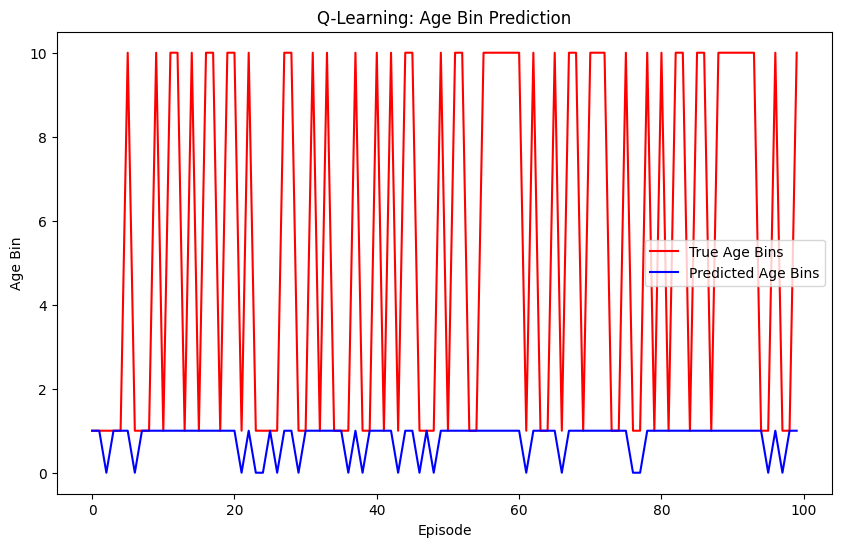 Q-Learning: Age Bin Prediction
Age Bin
10
8
6
4
2
0
True Age Bins
Predicted Age Bins
0 20 40 60 80 100
Episode